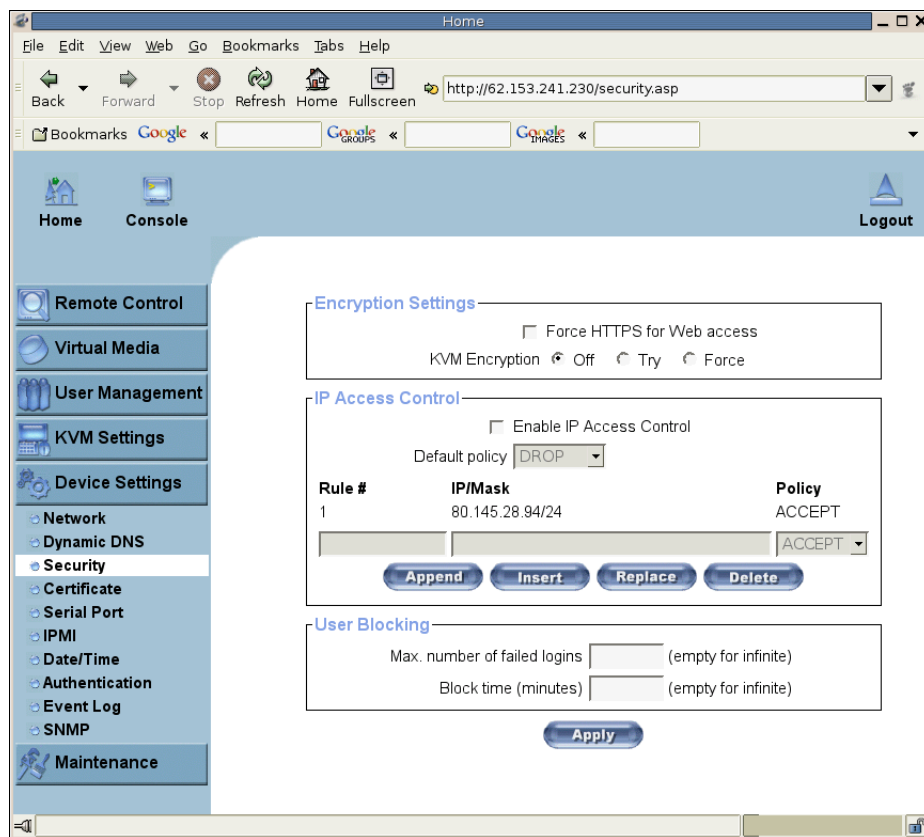 Home
File Edit View Web Go Bookmarks Tabs Help
Back Forward Stop Refresh Home Fullscreen http://62.153.241.230/security.asp
Bookmarks Google « Google GROUPS « Google IMAGES «
Home Console Logout
Remote Control
Virtual Media
User Management
KVM Settings
Device Settings
Network
Dynamic DNS
Security
Certificate
Serial Port
IPMI
Date/Time
Authentication
Event Log
SNMP
Maintenance
Encryption Settings
Force HTTPS for Web access
KVM Encryption Off Try Force
IP Access Control
Enable IP Access Control
Default policy DROP
Rule # IP/Mask Policy
1 80.145.28.94/24 ACCEPT
ACCEPT
Append Insert Replace Delete
User Blocking
Max. number of failed logins (empty for infinite)
Block time (minutes) (empty for infinite)
Apply